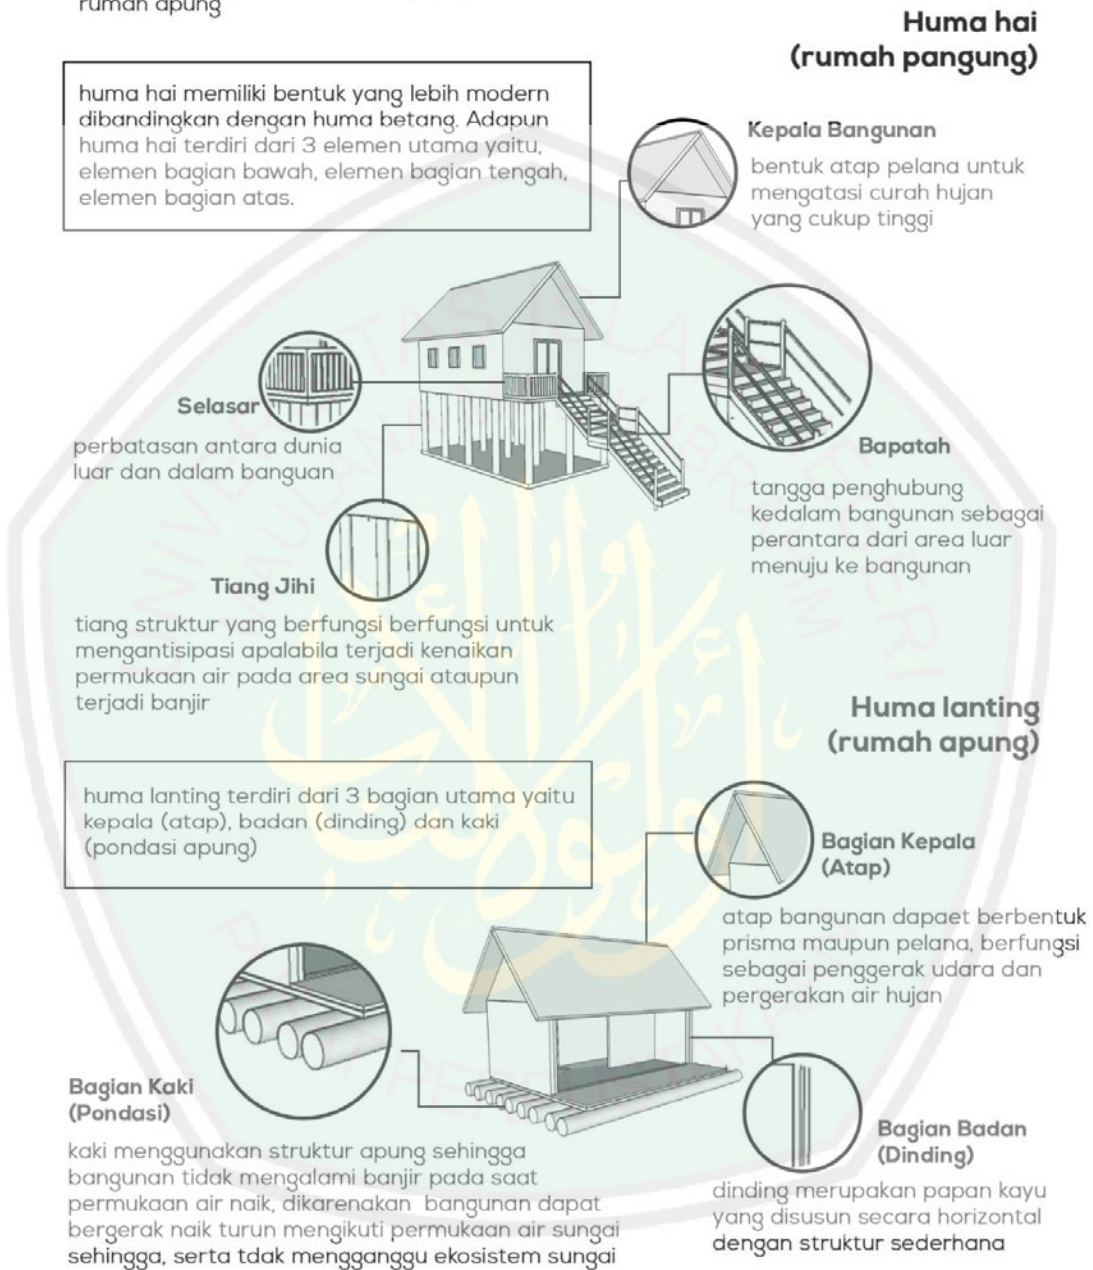 rumah apung
Huma hai
(rumah pangung)
huma hai memiliki bentuk yang lebih modern
dibandingkan dengan huma betang. Adapun
huma hai terdiri dari 3 elemen utama yaitu,
elemen bagian bawah, elemen bagian tengah,
elemen bagian atas.
Kepala Bangunan
bentuk atap pelana untuk
mengatasi curah hujan
yang cukup tinggi
Selasar
perbatasan antara dunia
luar dan dalam banguan
Bapatah
tangga penghubung
kedalam bangunan sebagai
perantara dari area luar
menuju ke bangunan
Tiang Jihi
tiang struktur yang berfungsi berfungsi untuk
mengantisipasi apalabila terjadi kenaikan
permukaan air pada area sungai ataupun
terjadi banjir
Huma lanting
(rumah apung)
huma lanting terdiri dari 3 bagian utama yaitu
kepala (atap), badan (dinding) dan kaki
(pondasi apung)
Bagian Kepala
(Atap)
atap bangunan dapaet berbentuk
prisma maupun pelana, berfungsi
sebagai penggerak udara dan
pergerakan air hujan
Bagian Kaki
(Pondasi)
kaki menggunakan struktur apung sehingga
bangunan tidak mengalami banjir pada saat
permukaan air naik, dikarenakan bangunan dapat
bergerak naik turun mengikuti permukaan air sungai
sehingga, serta tdak mengganggu ekosistem sungai
Bagian Badan
(Dinding)
dinding merupakan papan kayu
yang disusun secara horizontal
dengan struktur sederhana